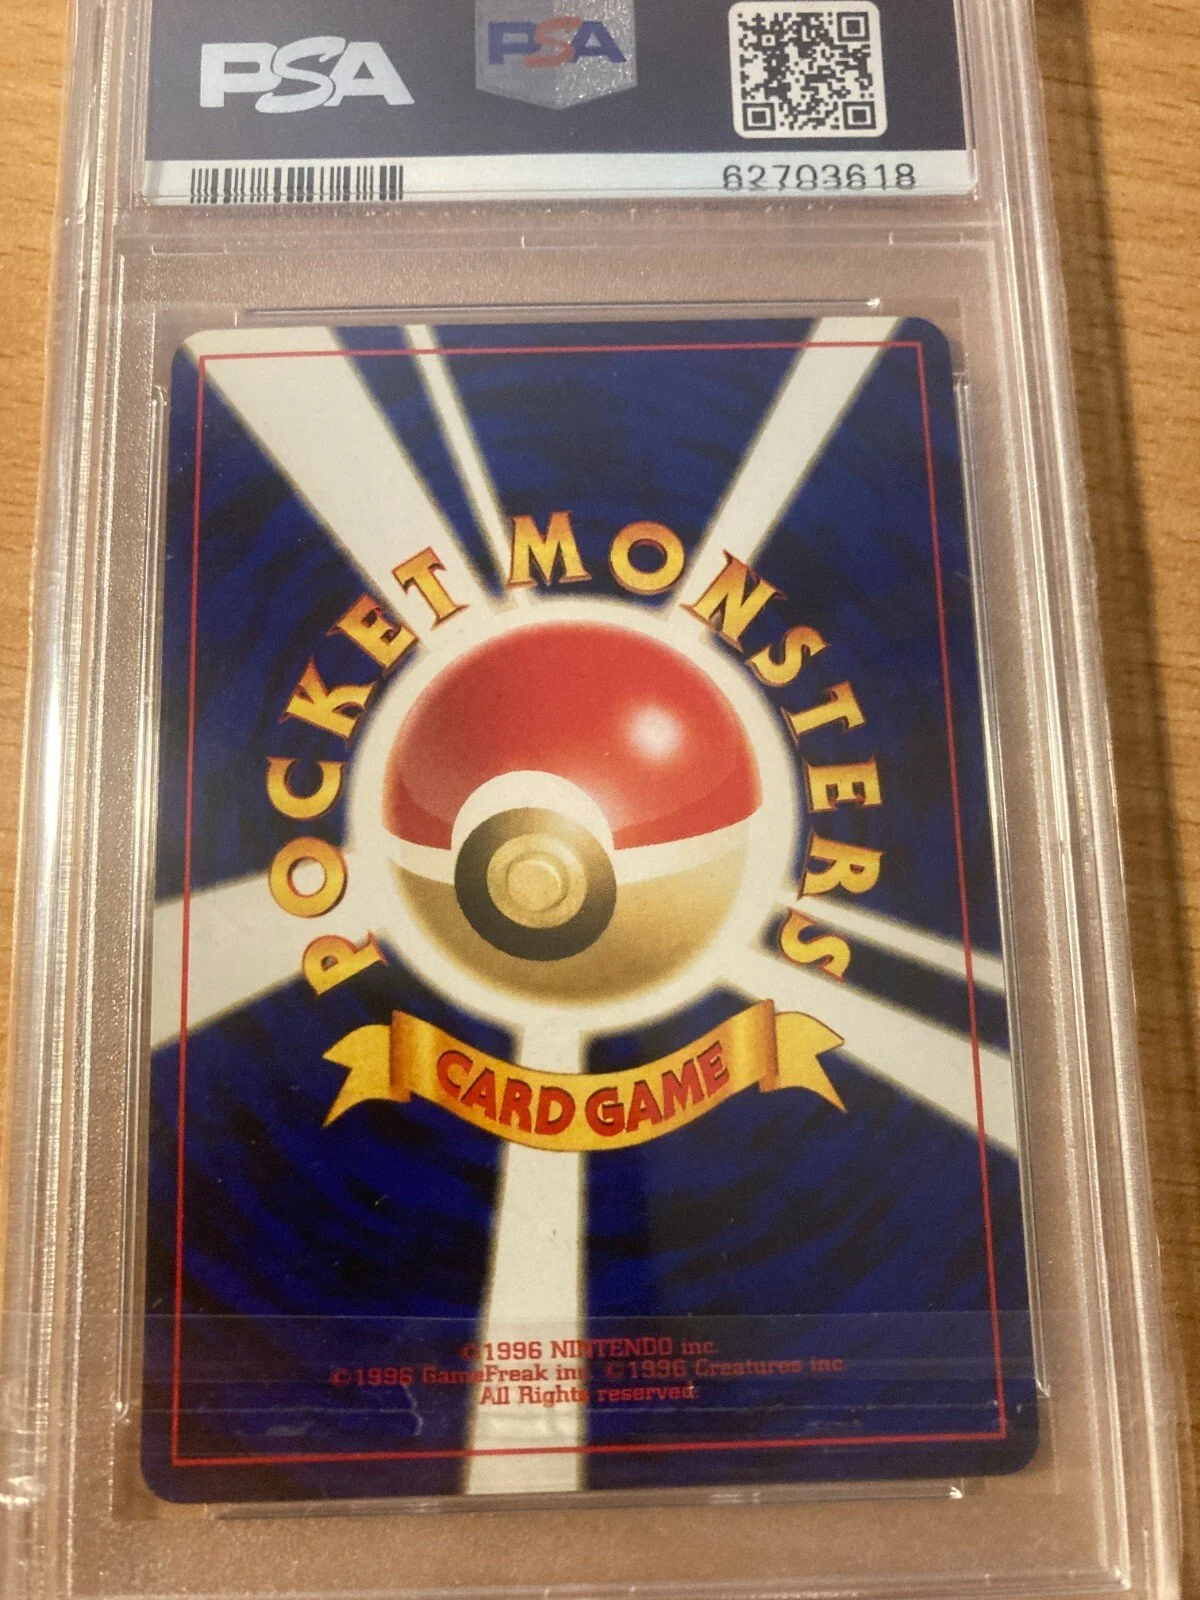 PSA
PSA
62703618
POCKET MONSTERS
CARD GAME
©1996 NINTENDO inc.
©1996 GameFreak inc. ©1996 Creatures inc.
All Rights reserved.